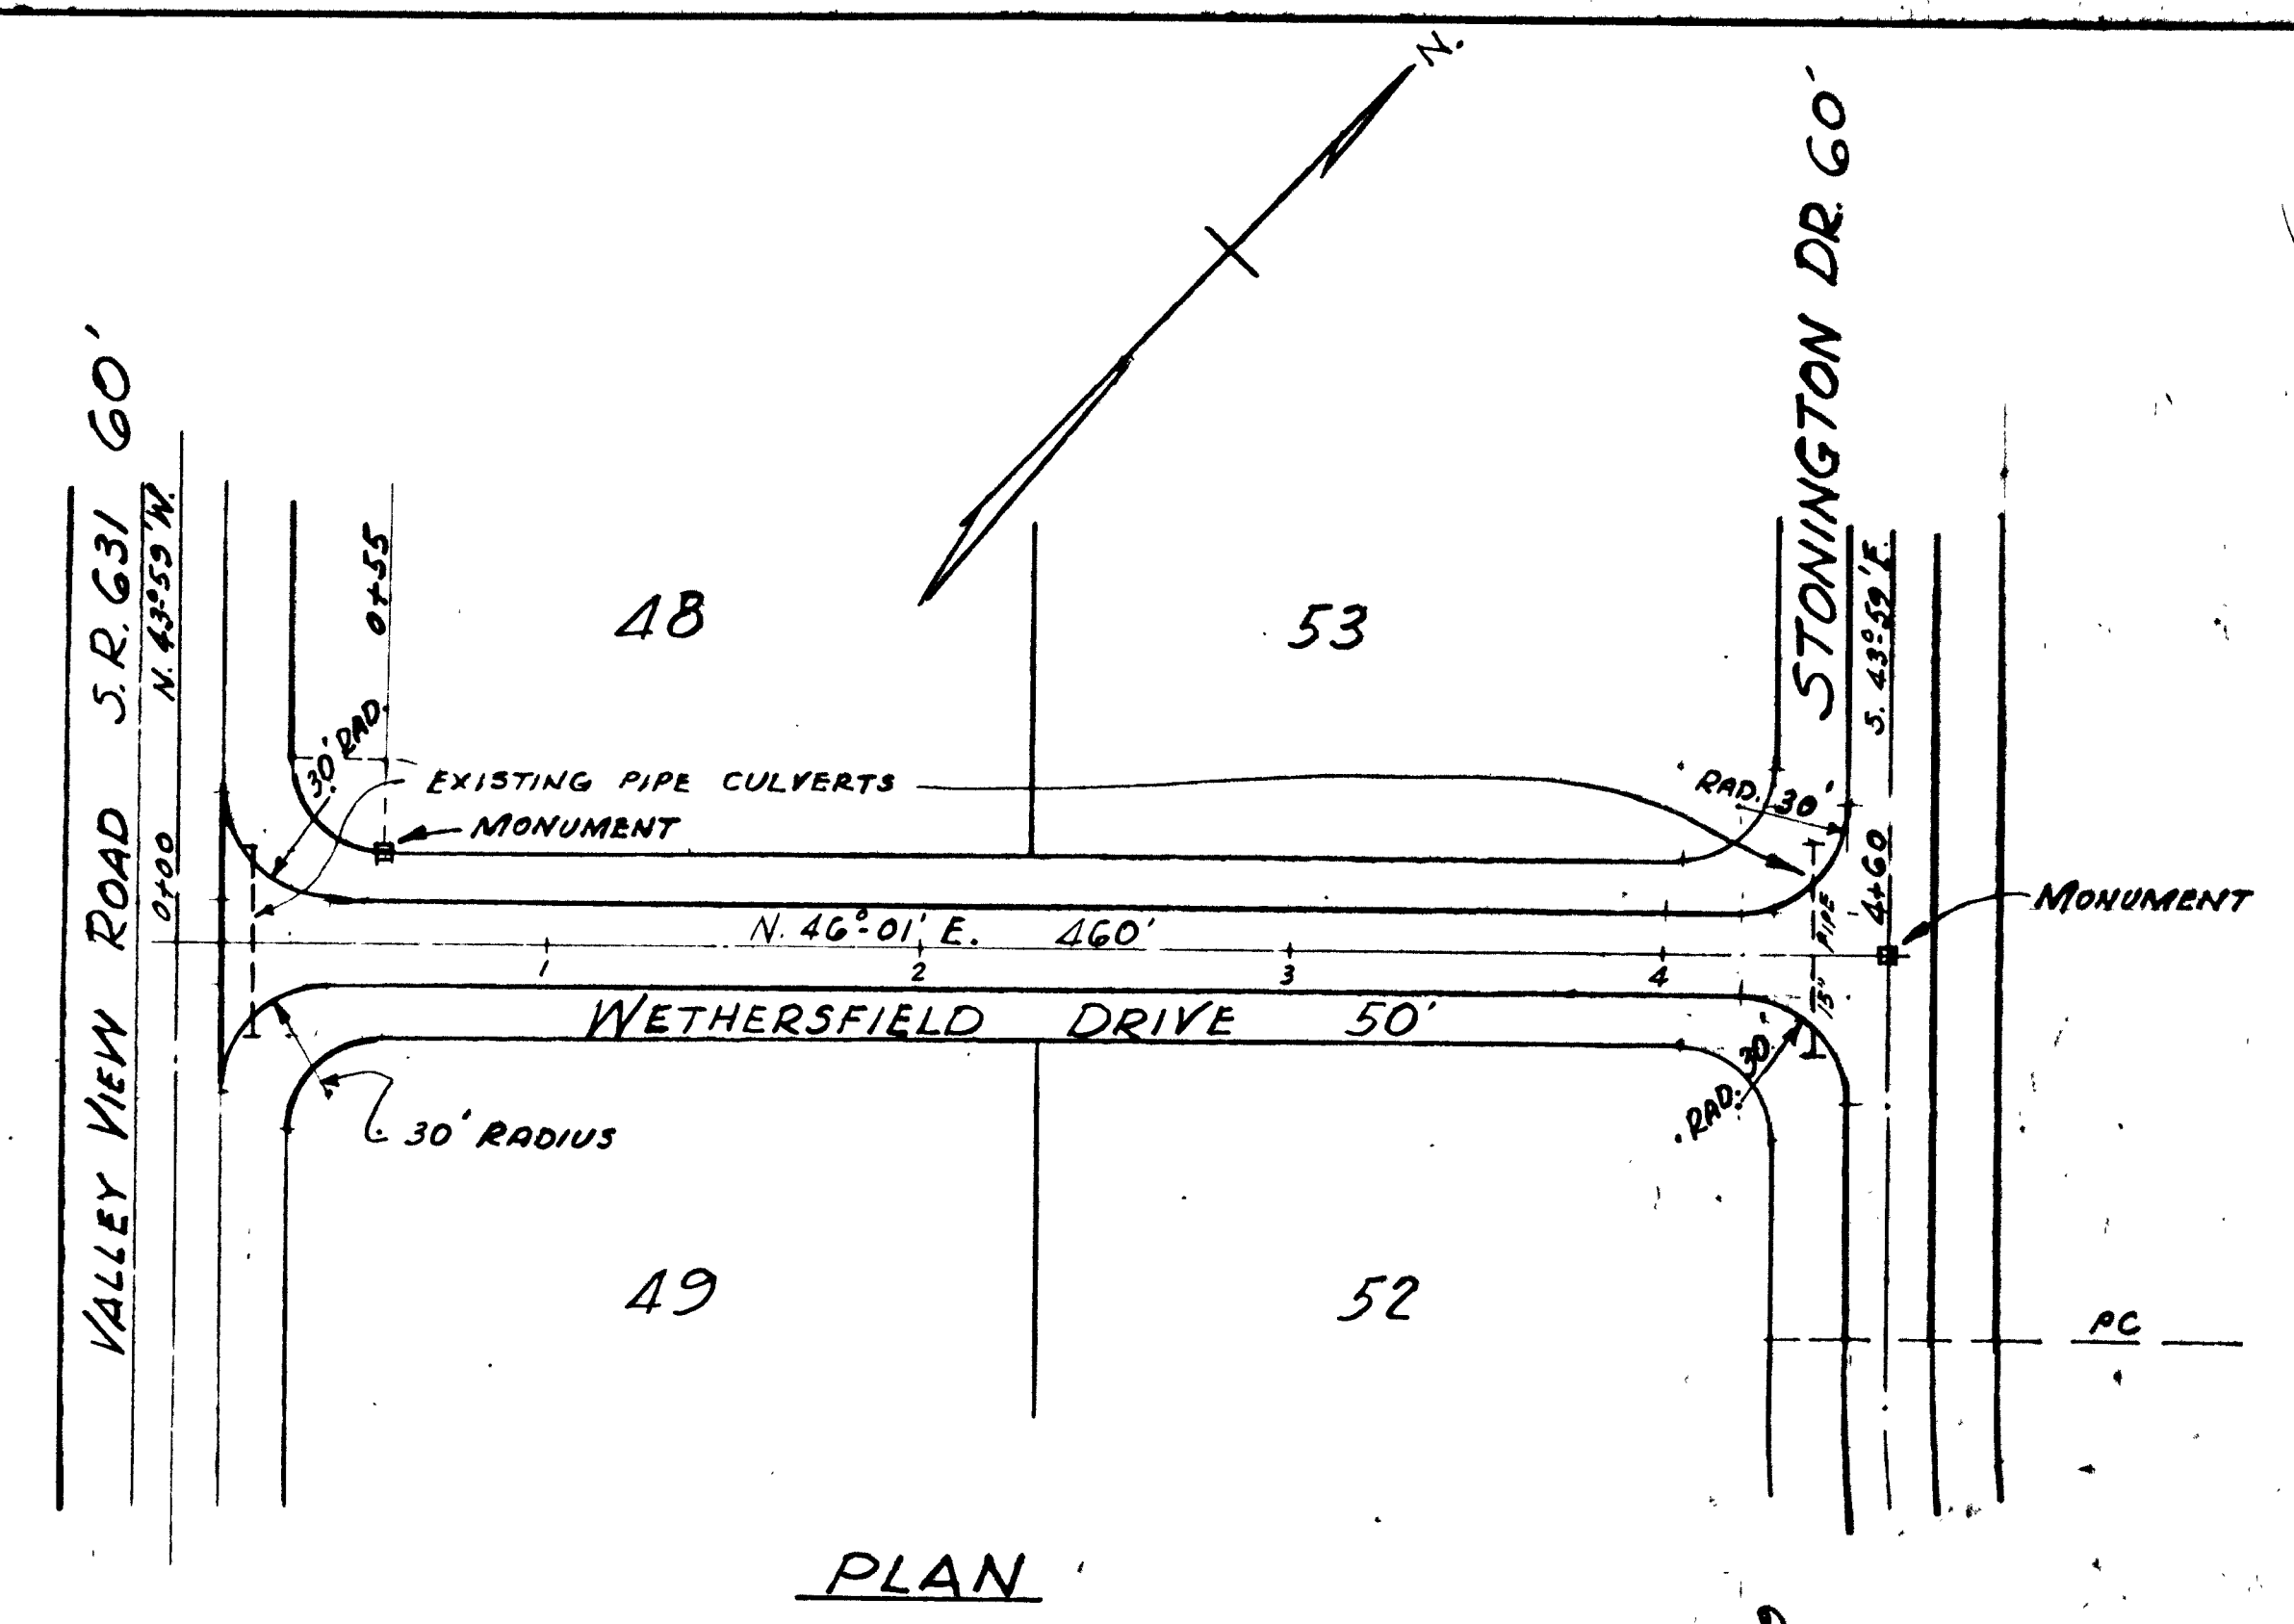 N.
VALLEY VIEW ROAD S.R. 631 60'
N. 43°59'W.
0+00
0+55
48
53
STONINGTON DR. 60'
S. 43°59'E.
30' RAD.
EXISTING PIPE CULVERTS
MONUMENT
RAD. 30'
4+60
MONUMENT
N. 46°-01' E. 460'
1
2
3
4
15" PIPE
WETHERSFIELD DRIVE 50'
30' RADIUS
RAD. 30'
49
52
PC
PLAN